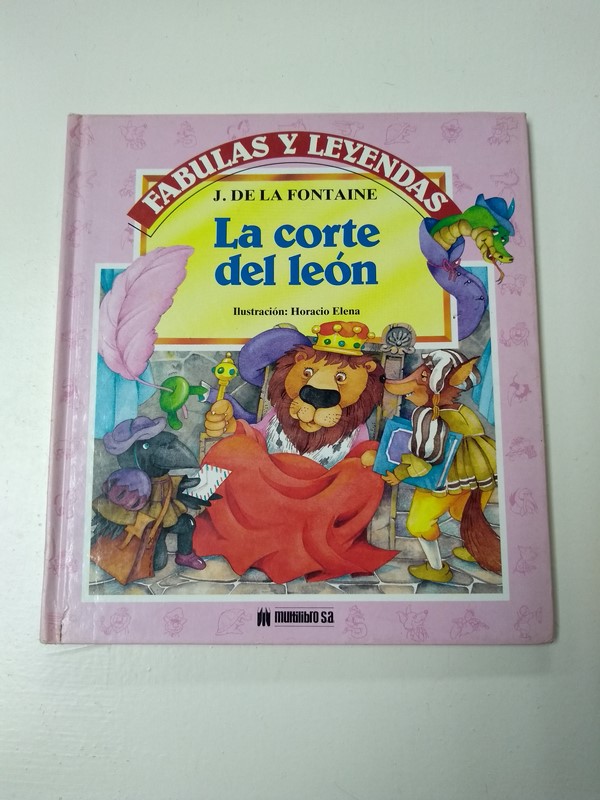 FABULAS Y LEYENDAS
J. DE LA FONTAINE
La corte
del león
Ilustración: Horacio Elena
multilibro s.a.